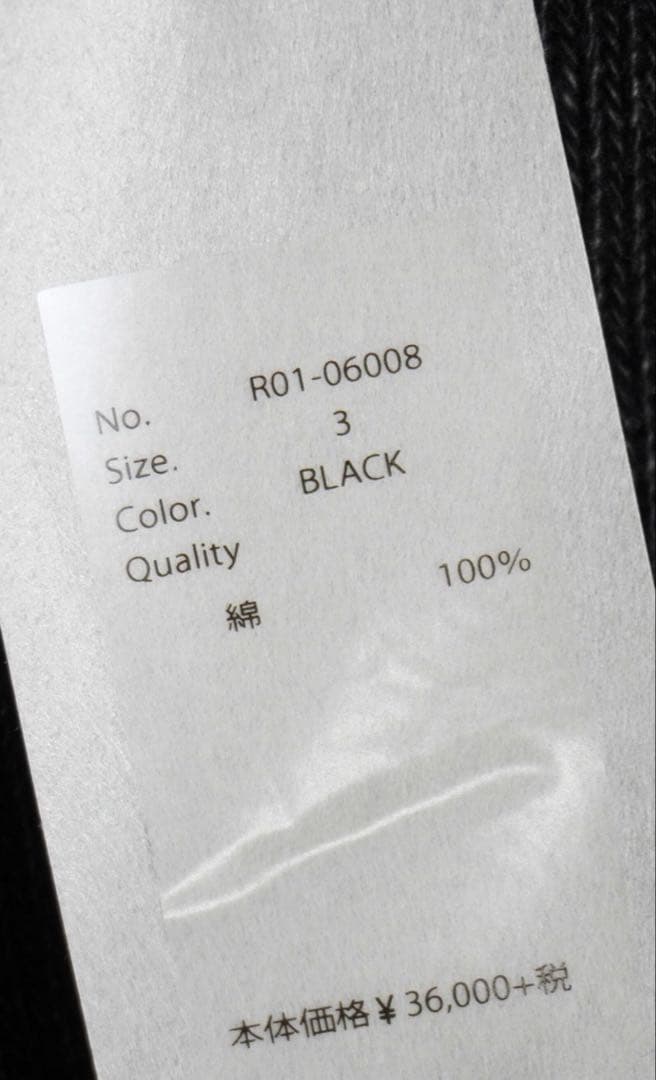 No. R01-06008
Size. 3
Color. BLACK
Quality
綿 100%
本体価格¥36,000+税